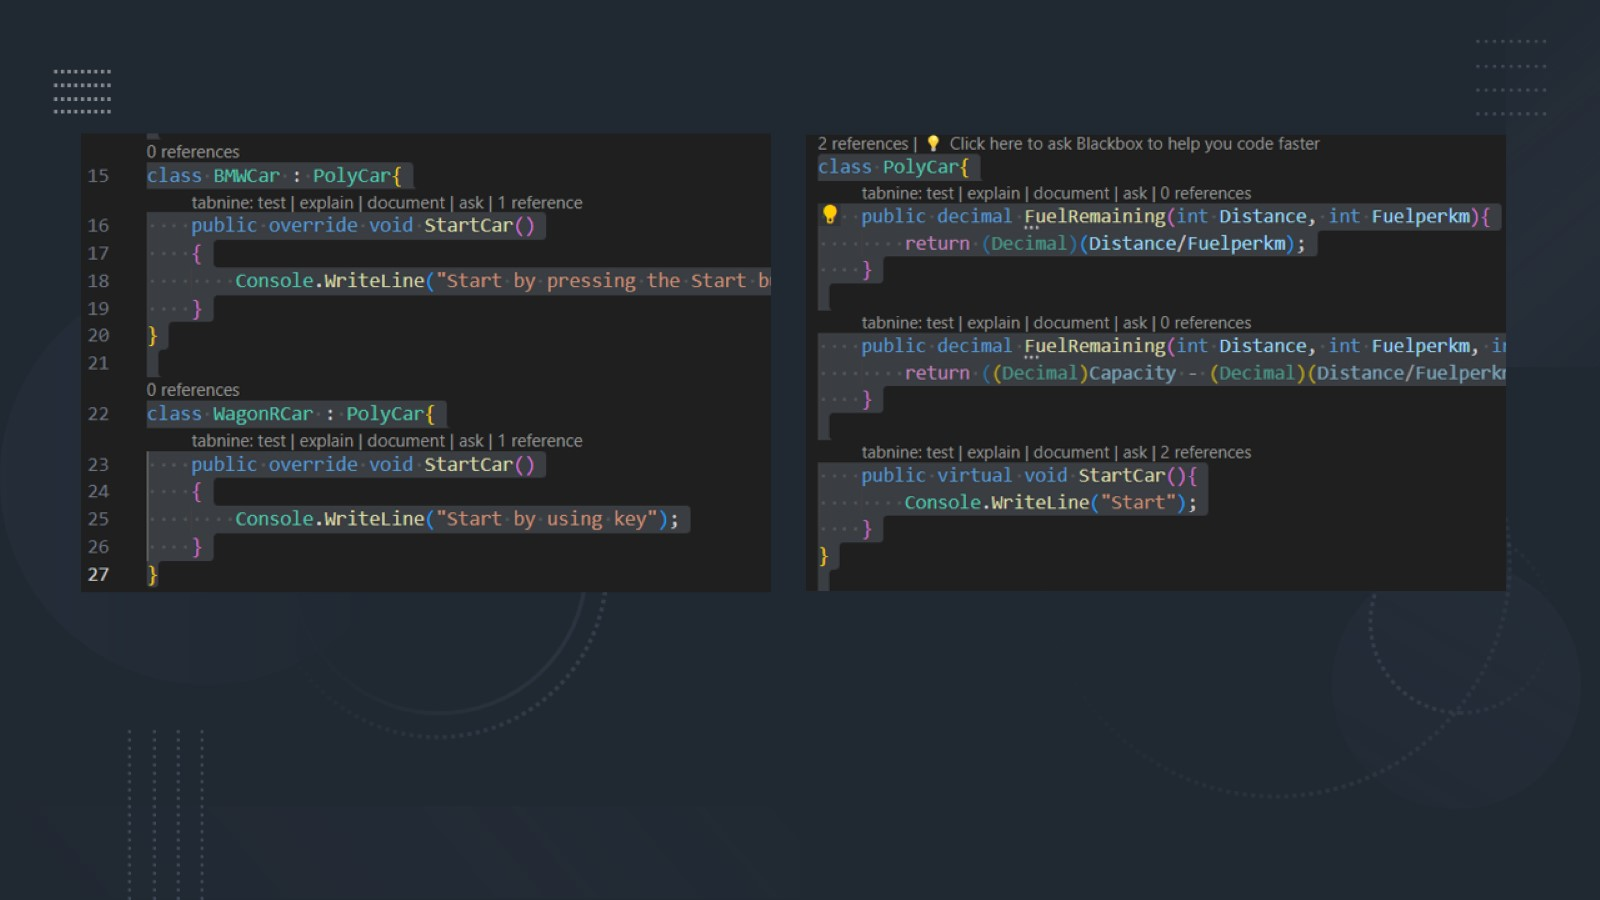 0 references
15 class BMWCar : PolyCar{
tabnine: test | explain | document | ask | 1 reference
16 public override void StartCar()
17 {
18 Console.WriteLine("Start by pressing the Start
19 }
20 }
21
0 references
22 class WagonRCar : PolyCar{
tabnine: test | explain | document | ask | 1 reference
23 public override void StartCar()
24 {
25 Console.WriteLine("Start by using key");
26 }
27 }
2 references | Click here to ask Blackbox to help you code faster
class PolyCar{
tabnine: test | explain | document | ask | 0 references
public decimal FuelRemaining(int Distance, int Fuelperkm){
return (Decimal)(Distance/Fuelperkm);
}
tabnine: test | explain | document | ask | 0 references
public decimal FuelRemaining(int Distance, int Fuelperkm,
return ((Decimal)Capacity - (Decimal)(Distance/Fuelperkm
}
tabnine: test | explain | document | ask | 2 references
public virtual void StartCar(){
Console.WriteLine("Start");
}
}